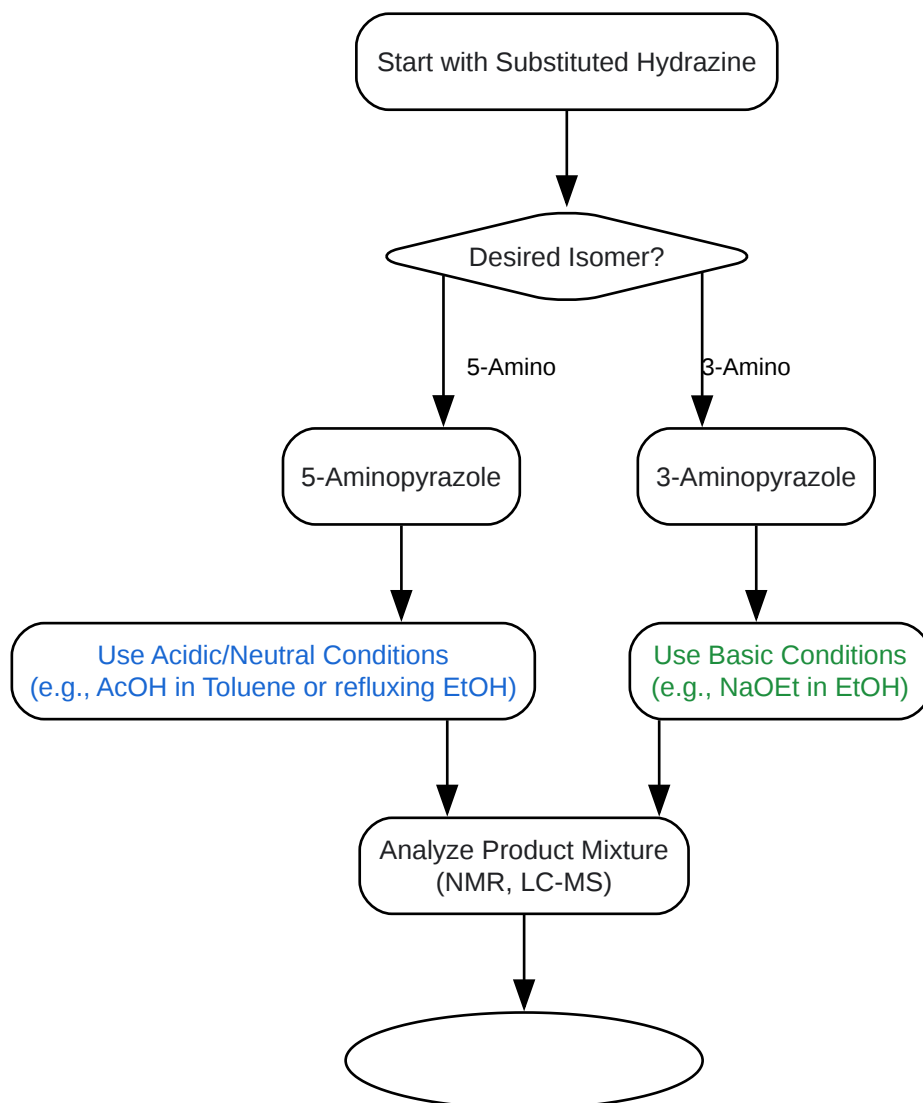 Start with Substituted Hydrazine
Desired Isomer?
5-Amino
3-Amino
5-Aminopyrazole
3-Aminopyrazole
Use Acidic/Neutral Conditions
(e.g., AcOH in Toluene or refluxing EtOH)
Use Basic Conditions
(e.g., NaOEt in EtOH)
Analyze Product Mixture
(NMR, LC-MS)